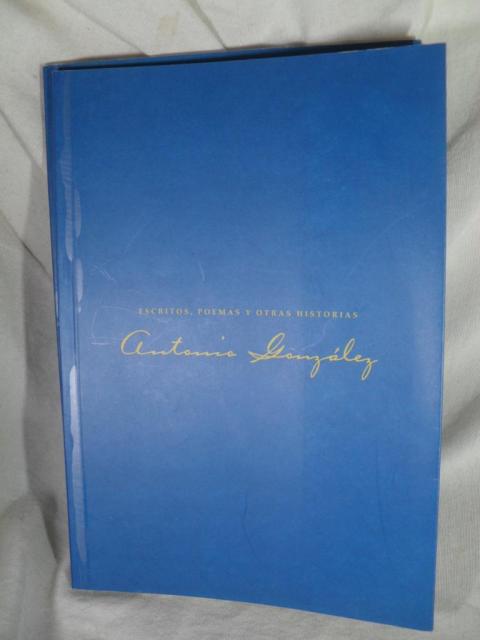 ESCRITOS, POEMAS Y OTRAS HISTORIAS
Antonio González